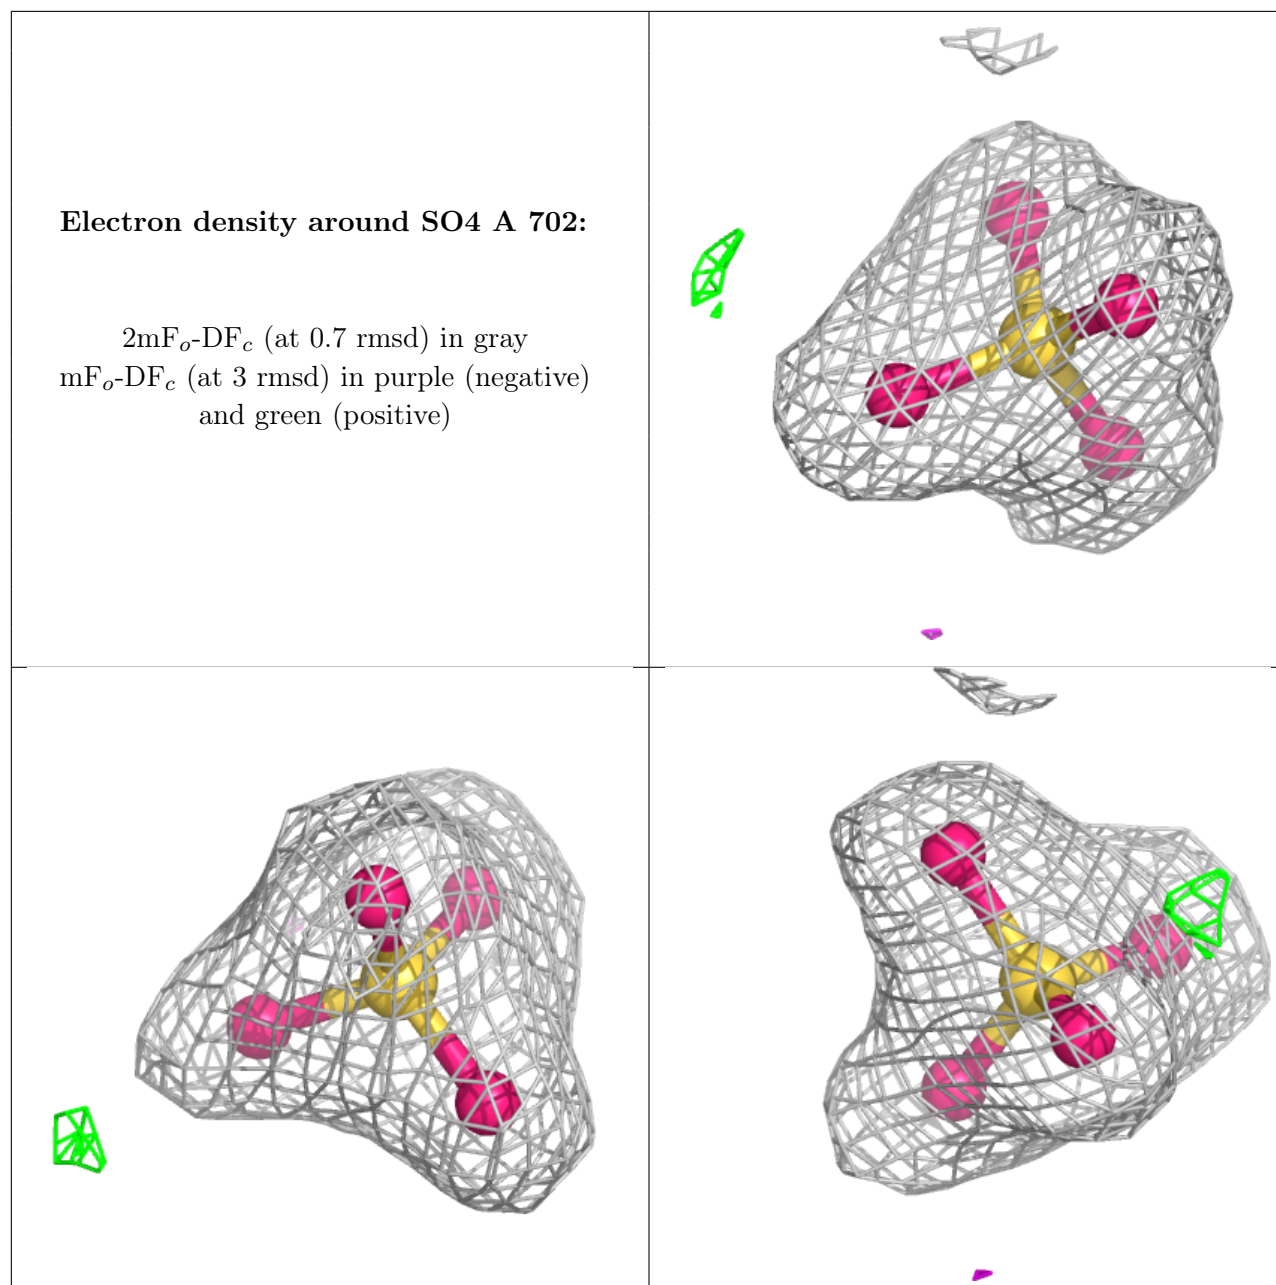 Electron density around SO4 A 702:
2mFo-DFc (at 0.7 rmsd) in gray
mFo-DFc (at 3 rmsd) in purple (negative)
and green (positive)